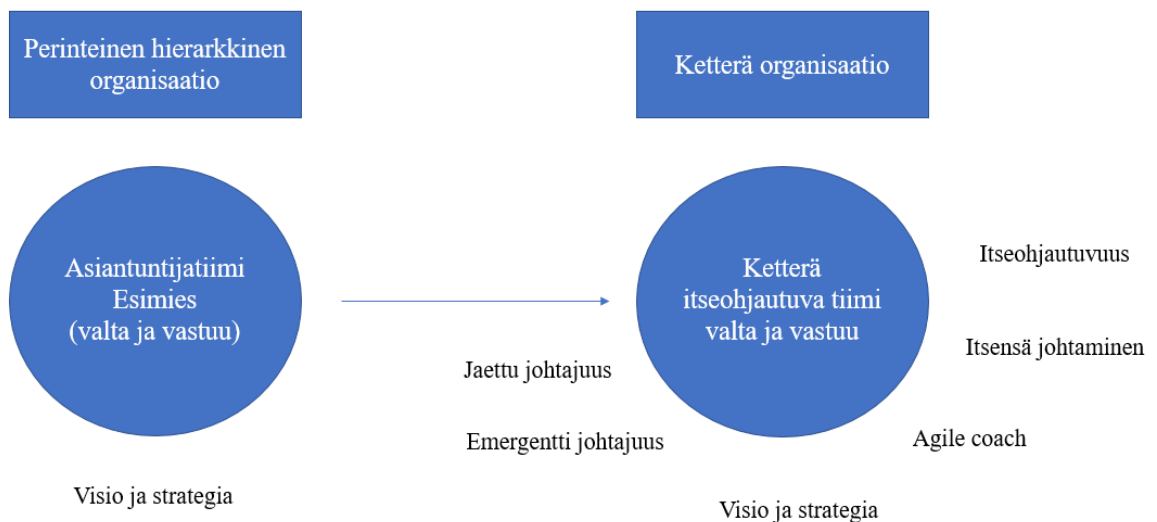 Perinteinen hierarkkinen
organisaatio
Ketterä organisaatio
Asiantuntijatiimi
Esimies
(valta ja vastuu)
Ketterä
itseohjautuva tiimi
valta ja vastuu
Itseohjautuvuus
Itsensä johtaminen
Jaettu johtajuus
Emergentti johtajuus
Agile coach
Visio ja strategia
Visio ja strategia